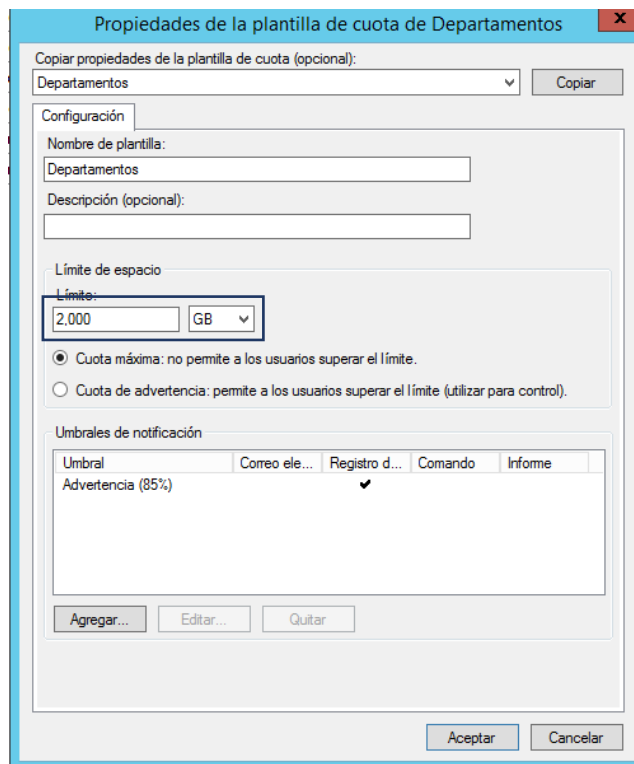 Propiedades de la plantilla de cuota de Departamentos
x
Copiar propiedades de la plantilla de cuota (opcional):
Departamentos
Copiar
Configuración
Nombre de plantilla:
Departamentos
Descripción (opcional):
Límite de espacio
Límite:
2,000 GB
Cuota máxima: no permite a los usuarios superar el límite.
Cuota de advertencia: permite a los usuarios superar el límite (utilizar para control).
Umbrales de notificación
Umbral Correo ele... Registro d... Comando Informe
Advertencia (85%)
Agregar... Editar... Quitar
Aceptar Cancelar